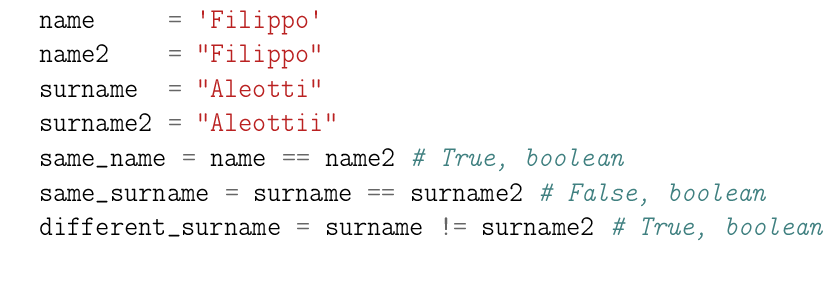 name     = 'Filippo'
name2    = "Filippo"
surname  = "Aleotti"
surname2 = "Aleottii"
same_name = name == name2 # True, boolean
same_surname = surname == surname2 # False, boolean
different_surname = surname != surname2 # True, boolean